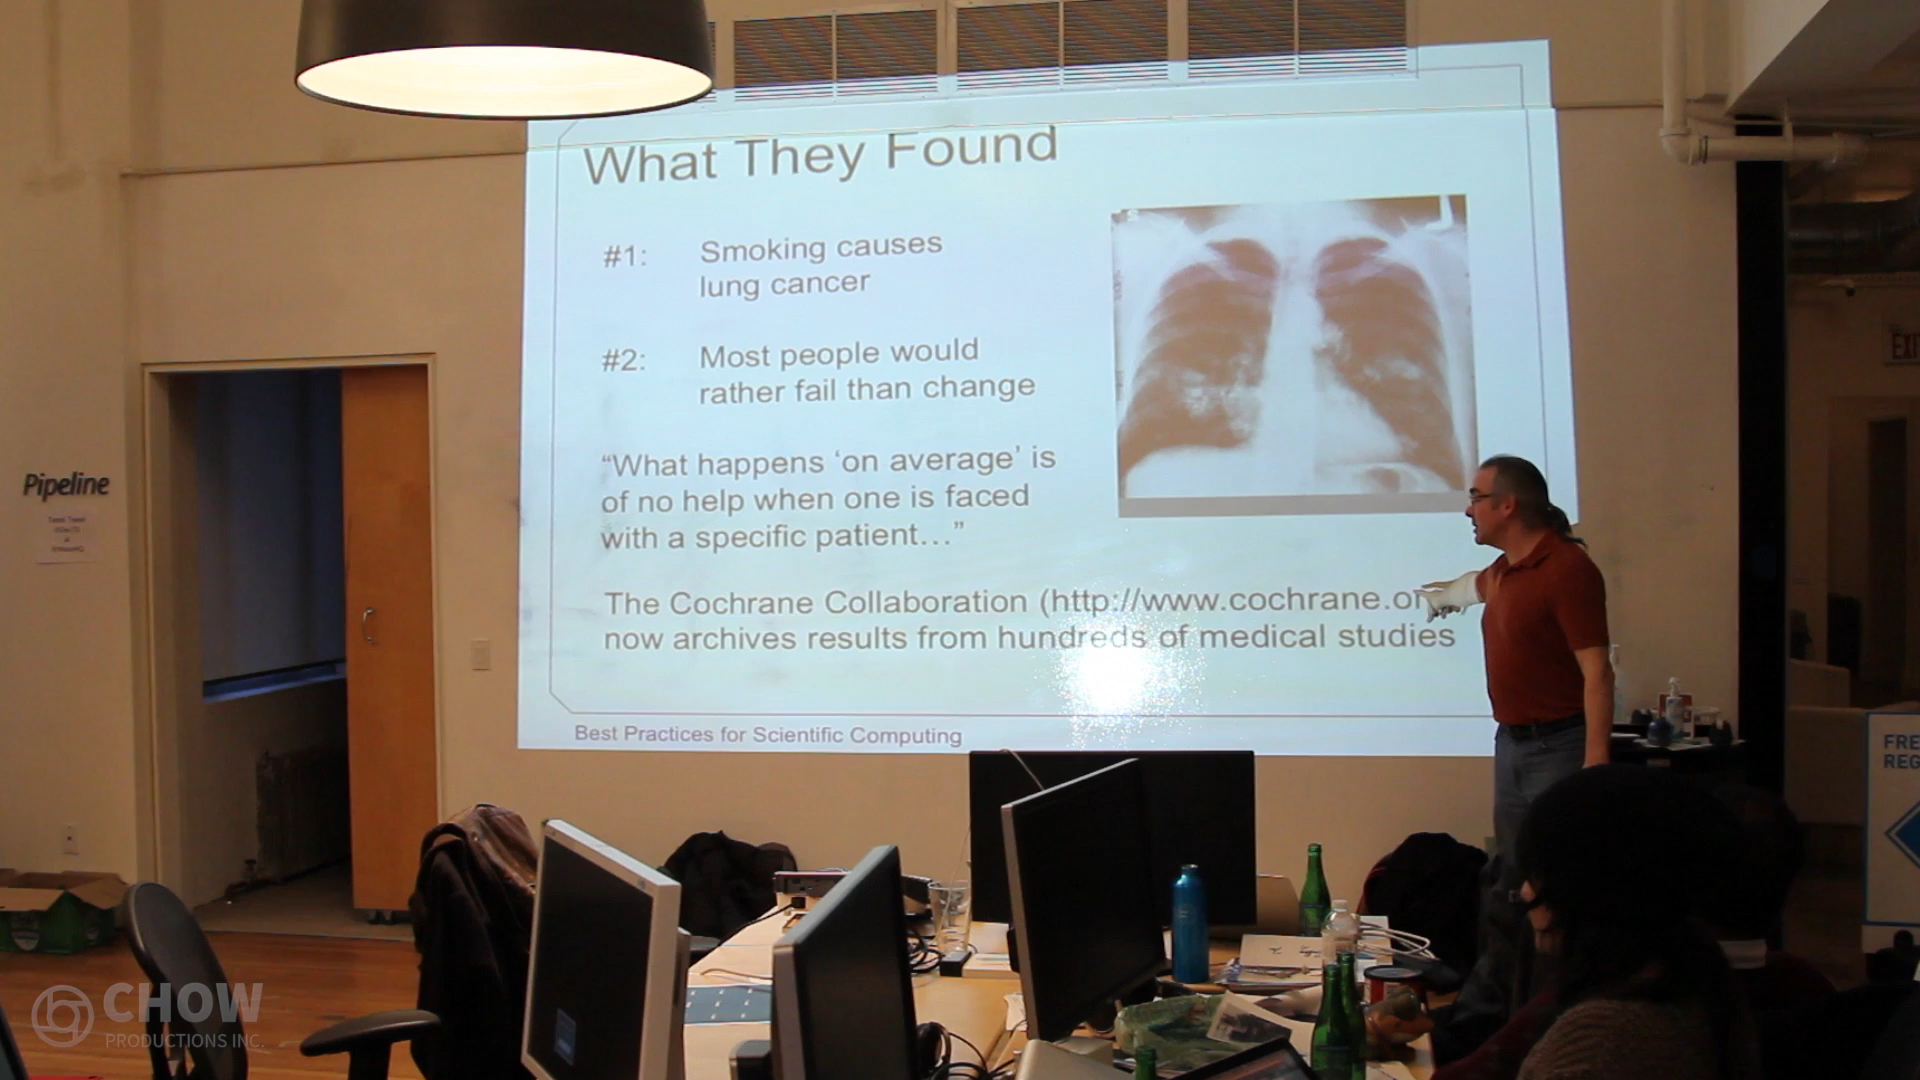 What They Found
#1: Smoking causes
lung cancer
#2: Most people would
rather fail than change
“What happens ‘on average’ is
of no help when one is faced
with a specific patient…”
The Cochrane Collaboration (http://www.cochrane.or
now archives results from hundreds of medical studies
Best Practices for Scientific Computing
Pipeline
EXI
FRE
REG
CHOW
PRODUCTIONS INC.